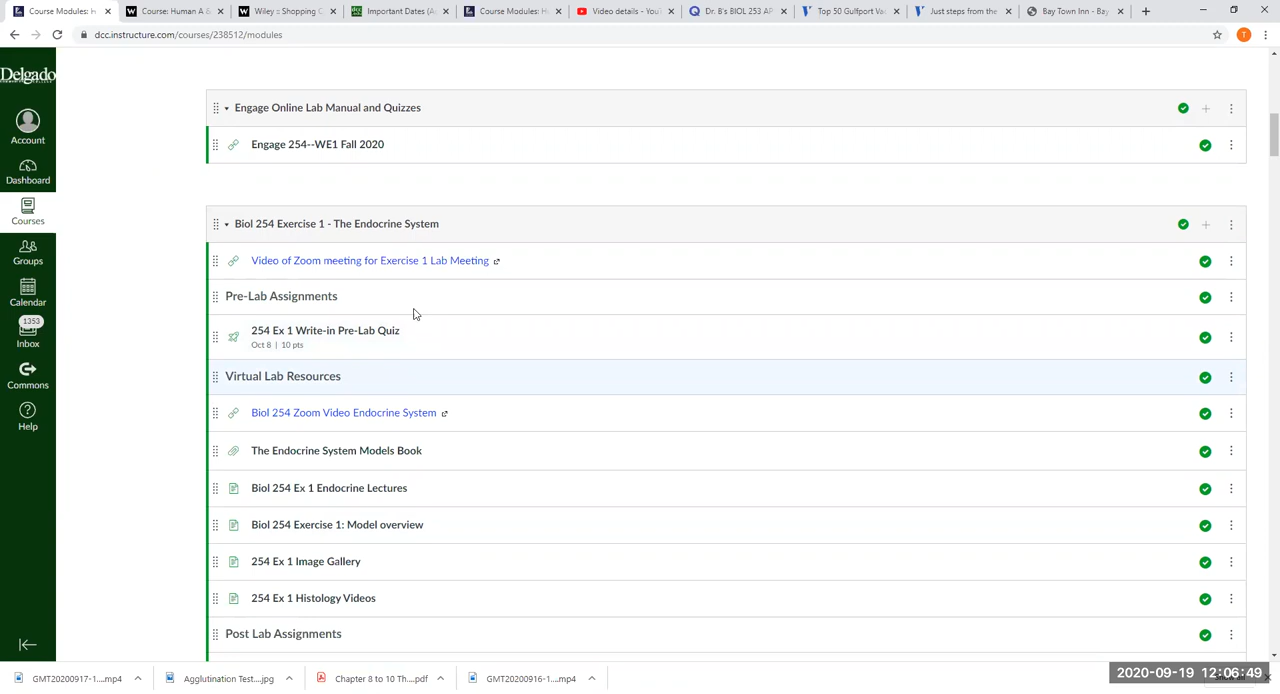 Course Modules: H
Course: Human A &
Wiley :: Shopping C
Important Dates (A
Course Modules: H
Video details - YouT
Dr. B's BIOL 253 AP
Top 50 Gulfport Va
Just steps from the
Bay Town Inn - Bay
dcc.instructure.com/courses/238512/modules
T
Delgado
Account
Dashboard
Courses
Groups
Calendar
1353
Inbox
Commons
Help
Engage Online Lab Manual and Quizzes
Engage 254--WE1 Fall 2020
Biol 254 Exercise 1 - The Endocrine System
Video of Zoom meeting for Exercise 1 Lab Meeting
Pre-Lab Assignments
254 Ex 1 Write-in Pre-Lab Quiz
Oct 8 | 10 pts
Virtual Lab Resources
Biol 254 Zoom Video Endocrine System
The Endocrine System Models Book
Biol 254 Ex 1 Endocrine Lectures
Biol 254 Exercise 1: Model overview
254 Ex 1 Image Gallery
254 Ex 1 Histology Videos
Post Lab Assignments
GMT20200917-1....mp4
Agglutination Test....jpg
Chapter 8 to 10 Th....pdf
2020-09-19 12:06:49